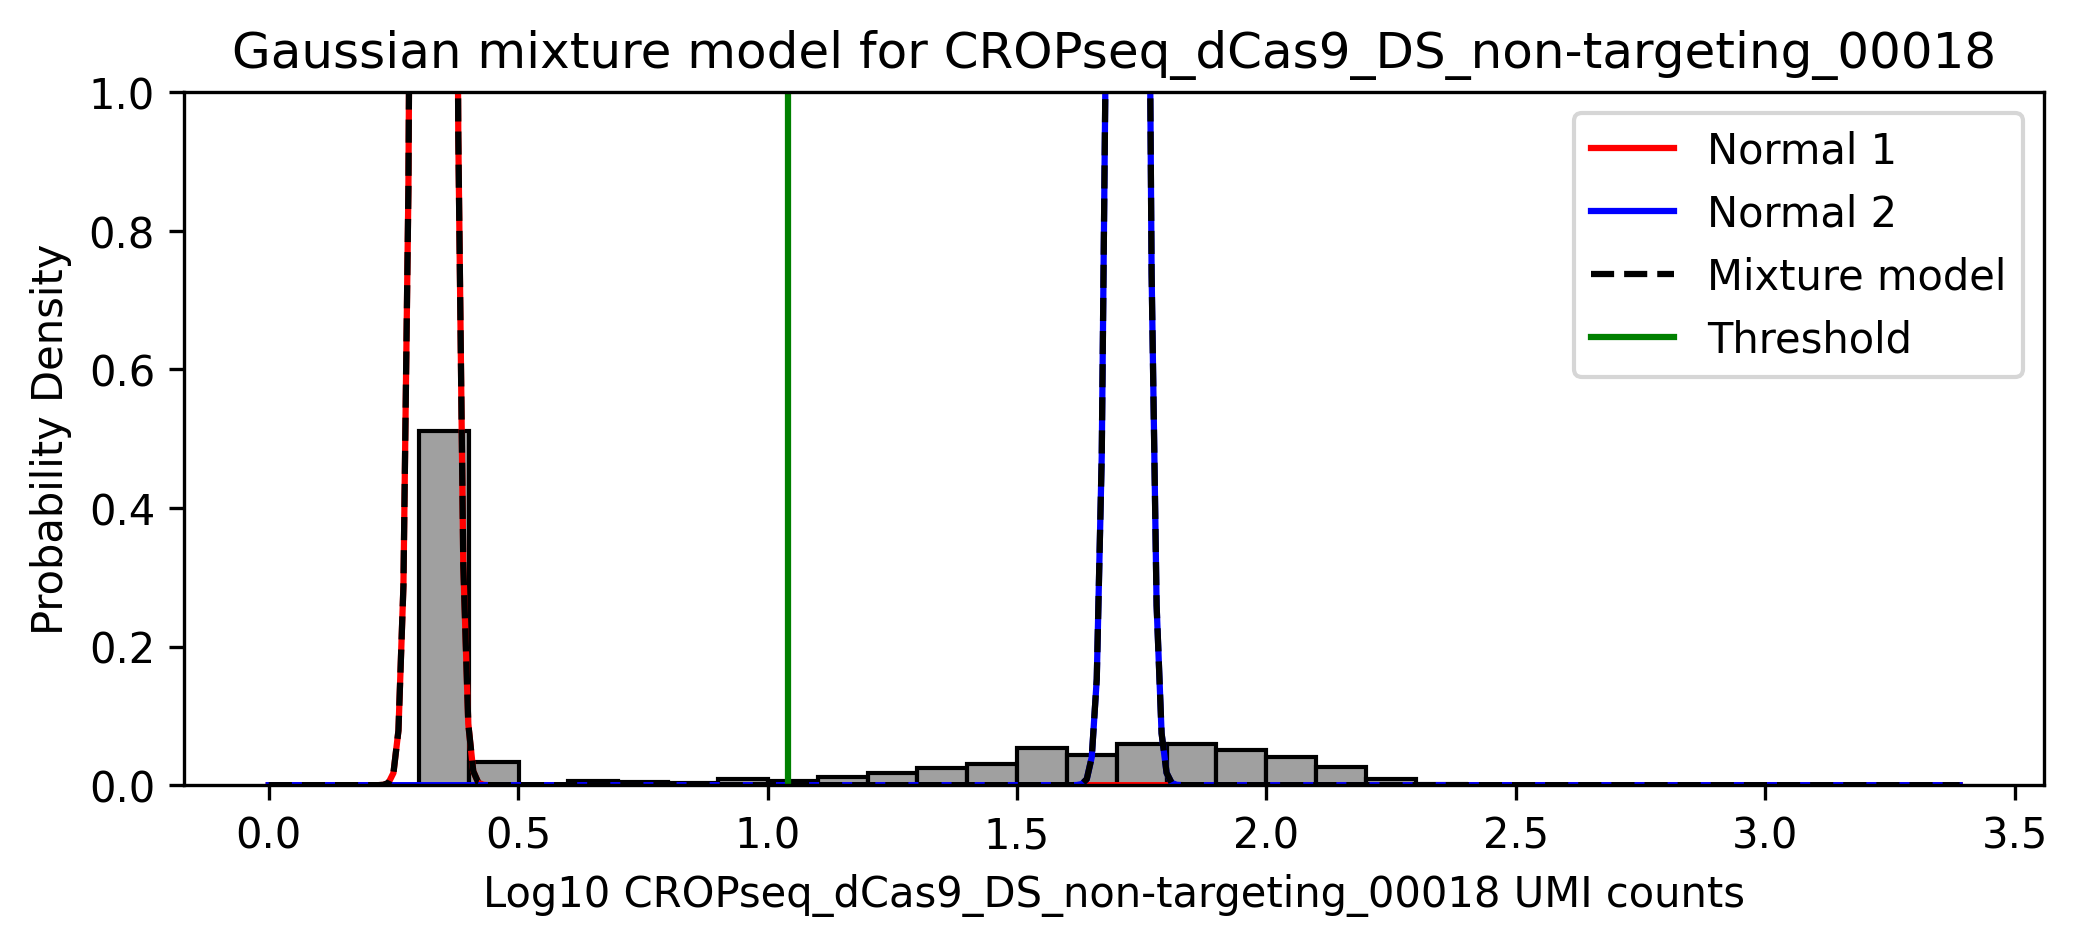 Gaussian mixture model for CROPseq_dCas9_DS_non-targeting_00018
Probability Density
1.0
0.8
0.6
0.4
0.2
0.0
Normal 1
Normal 2
Mixture model
Threshold
0.0 0.5 1.0 1.5 2.0 2.5 3.0 3.5
Log10 CROPseq_dCas9_DS_non-targeting_00018 UMI counts